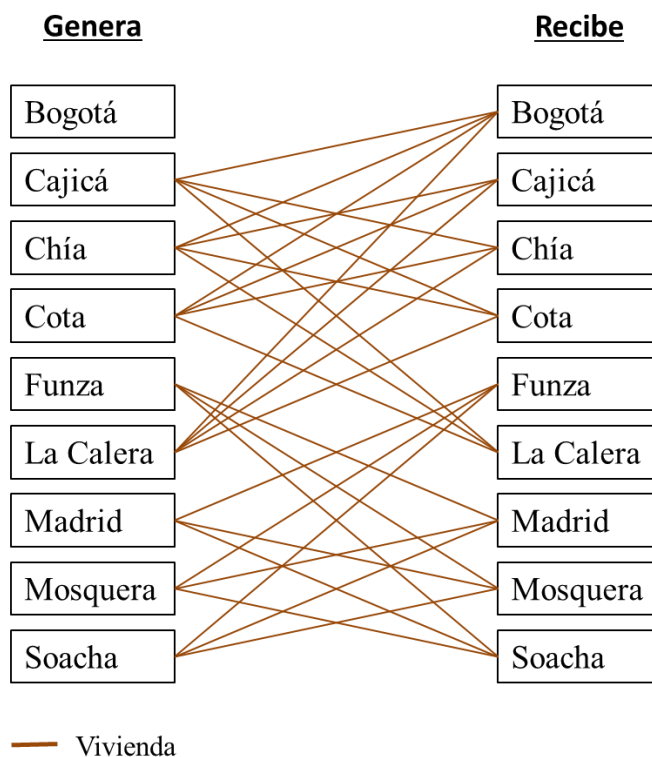 Genera
Recibe
Bogotá
Bogotá
Cajicá
Cajicá
Chía
Chía
Cota
Cota
Funza
Funza
La Calera
La Calera
Madrid
Madrid
Mosquera
Mosquera
Soacha
Soacha
Vivienda